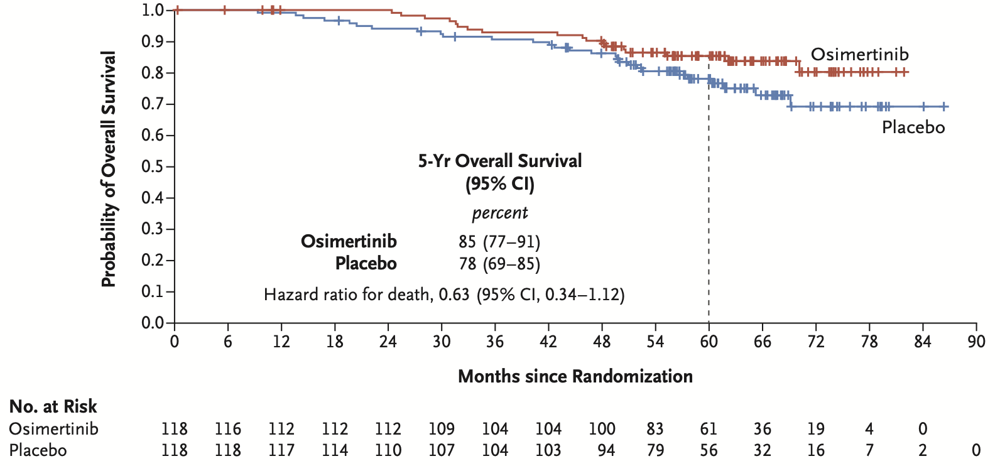 1.0
0.9
0.8
0.7
0.6
0.5
0.4
0.3
0.2
0.1
0.0
Probability of Overall Survival
Osimertinib
Placebo
5-Yr Overall Survival
(95% CI)
percent
Osimertinib 85 (77–91)
Placebo 78 (69–85)
Hazard ratio for death, 0.63 (95% CI, 0.34–1.12)
0 6 12 18 24 30 36 42 48 54 60 66 72 78 84 90
Months since Randomization
No. at Risk
Osimertinib 118 116 112 112 112 109 104 104 100 83 61 36 19 4 0
Placebo 118 118 117 114 110 107 104 103 94 79 56 32 16 7 2 0